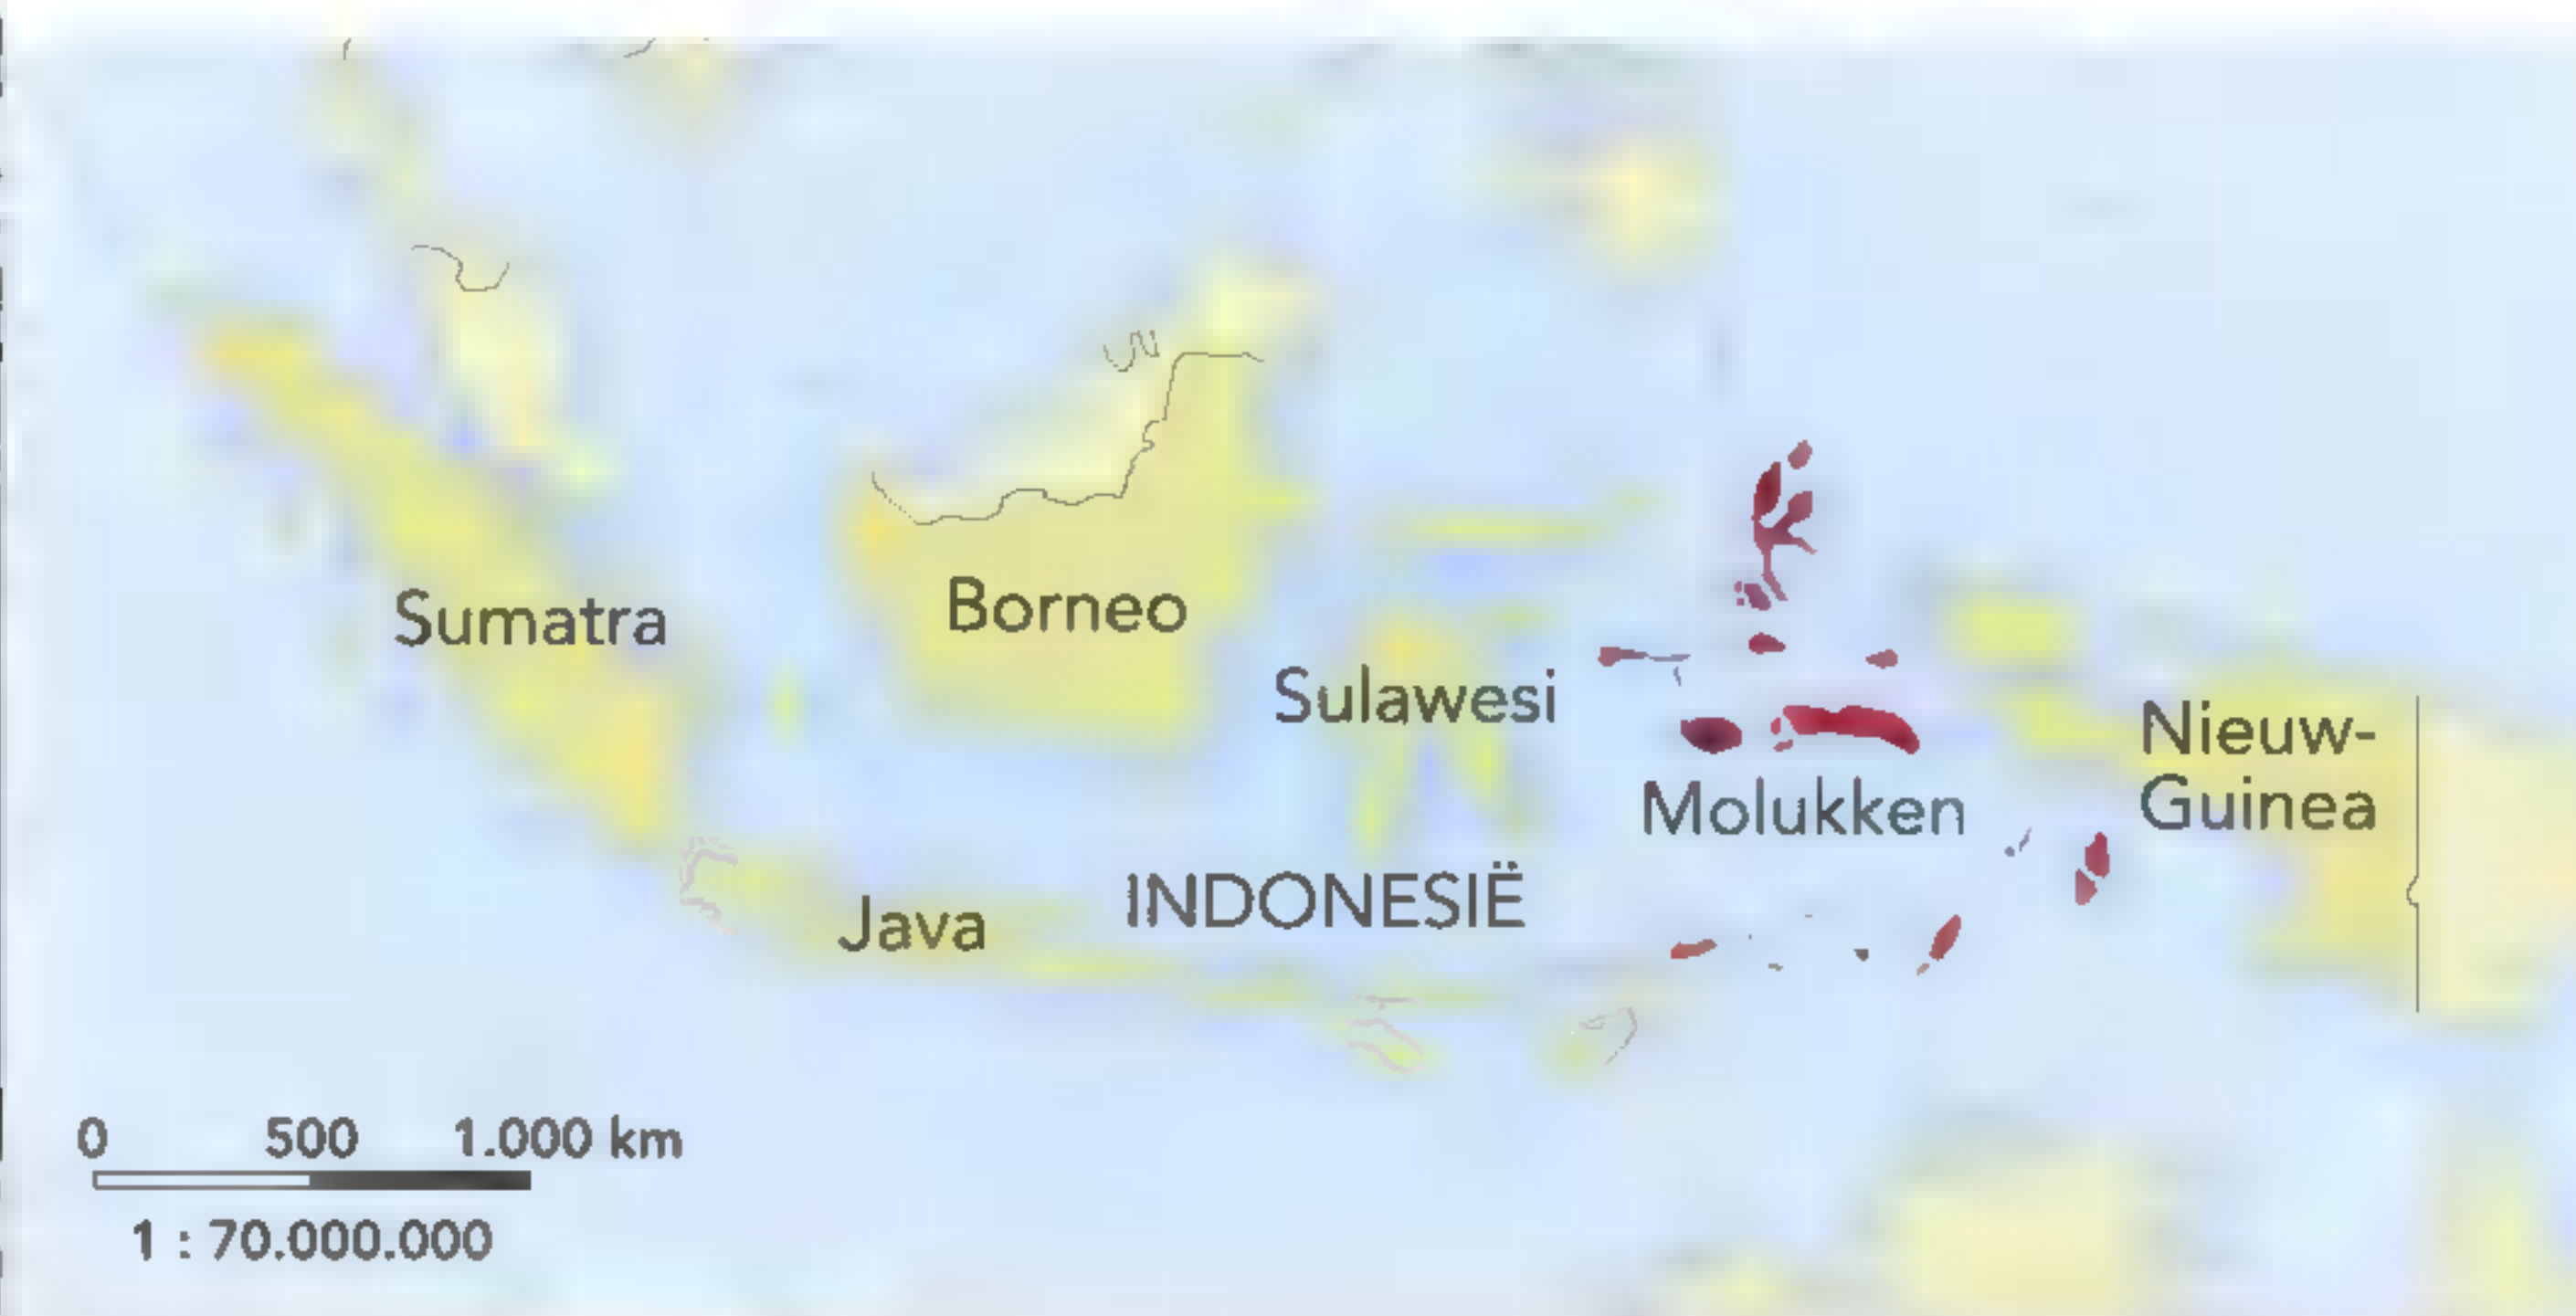 Sumatra
Borneo
Sulawesi
Nieuw-
Guinea
Molukken
INDONESIË
Java
0 500 1.000 km
1 : 70.000.000